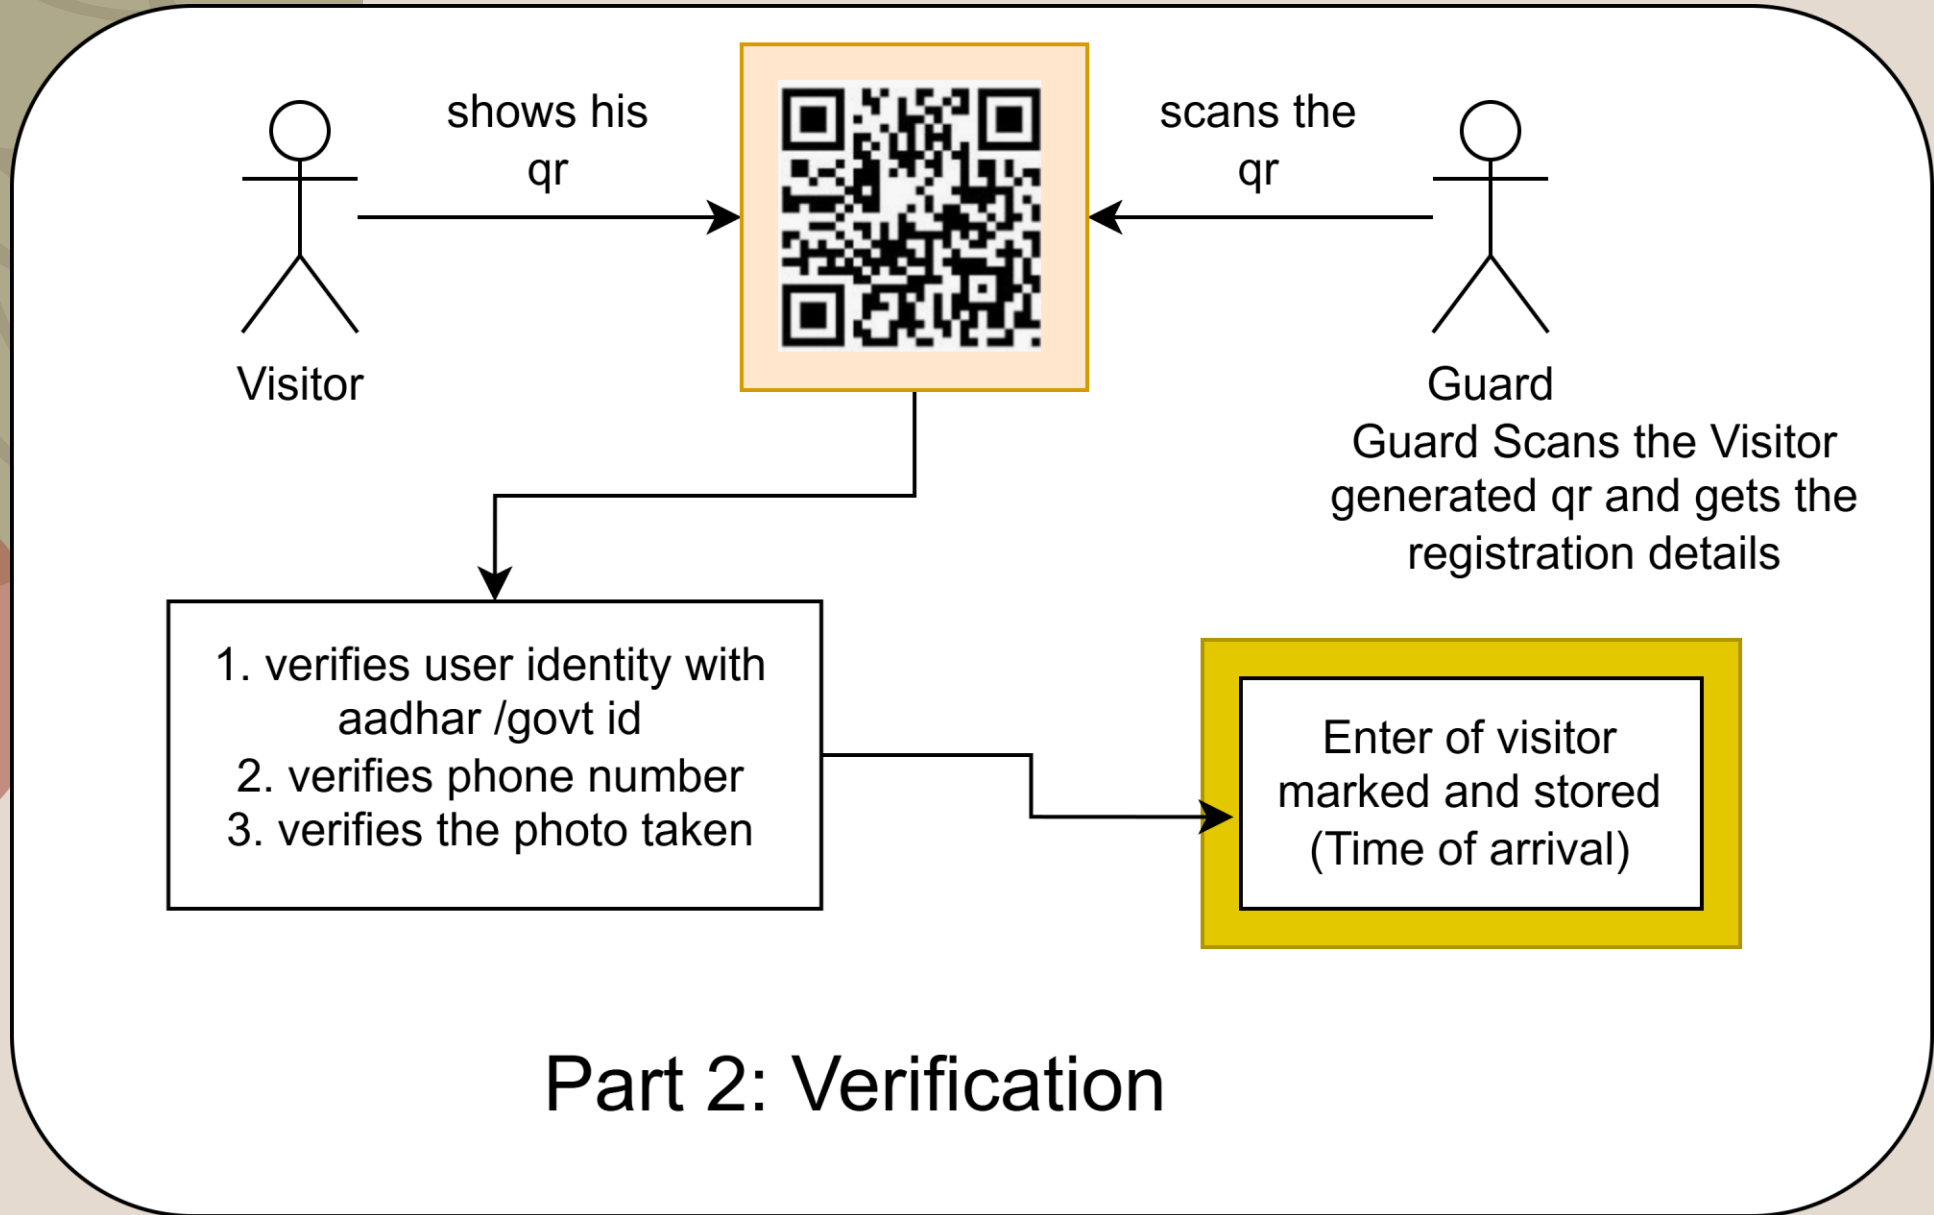 shows his
qr
scans the
qr
Visitor
Guard
Guard Scans the Visitor
generated qr and gets the
registration details
1. verifies user identity with
aadhar /govt id
2. verifies phone number
3. verifies the photo taken
Enter of visitor
marked and stored
(Time of arrival)
Part 2: Verification